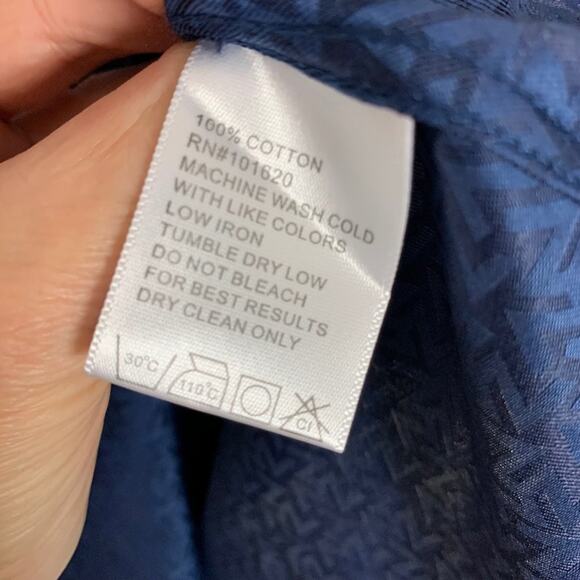 100% COTTON
RN#101620
MACHINE WASH COLD
WITH LIKE COLORS
LOW IRON
TUMBLE DRY LOW
DO NOT BLEACH
FOR BEST RESULTS
DRY CLEAN ONLY
30°C 110°C Cl